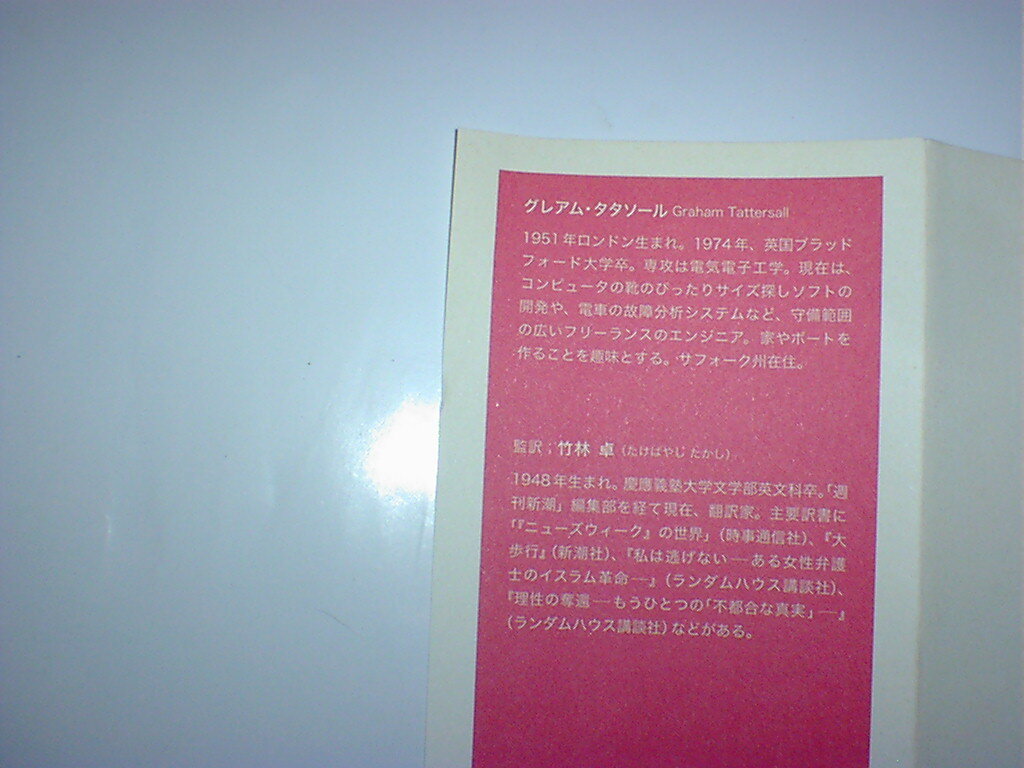 グレアム・タタソール Graham Tattersall
1951年ロンドン生まれ。1974年、英国ブラッド
フォード大学卒。専攻は電気電子工学。現在は、
コンピュータの靴のぴったりサイズ探しソフトの
開発や、電車の故障分析システムなど、守備範囲
の広いフリーランスのエンジニア。家やボートを
作ることを趣味とする。サフォーク州在住。
監訳；竹林 卓（たけばやし たかし）
1948年生まれ。慶應義塾大学文学部英文科卒。「週
刊新潮」編集部を経て現在、翻訳家。主要訳書に
「『ニューズウィーク』の世界」（時事通信社）、『大
歩行』（新潮社）、『私は逃げない―ある女性弁護
士のイスラム革命―』（ランダムハウス講談社）、
『理性の奪還―もうひとつの「不都合な真実」―』
（ランダムハウス講談社）などがある。